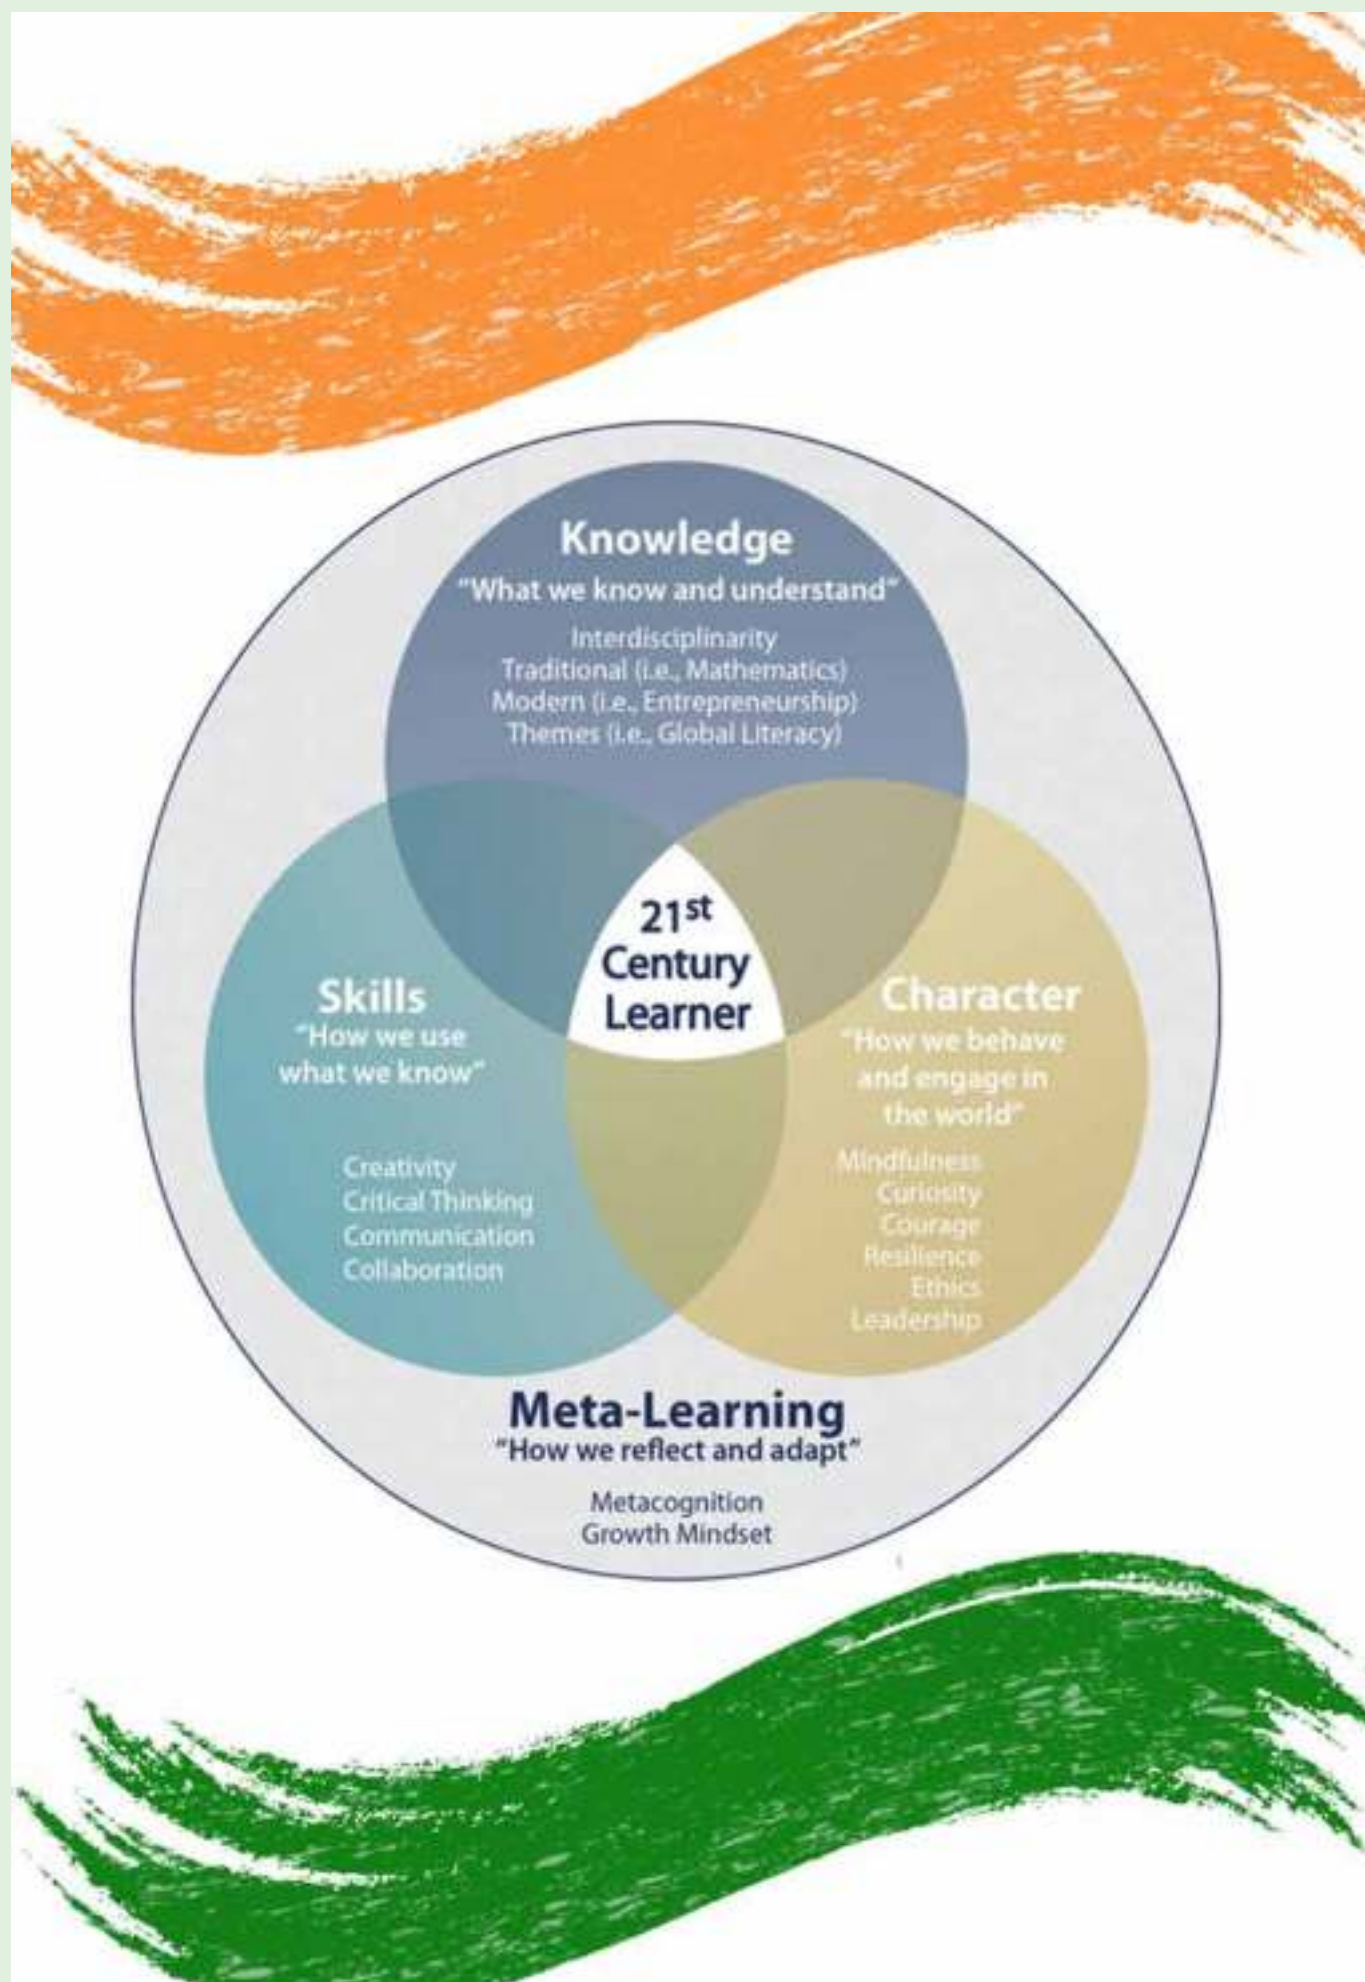 Knowledge
"What we know and understand"
Interdisciplinarity
Traditional (i.e., Mathematics)
Modern (i.e., Entrepreneurship)
Themes (i.e., Global Literacy)
21st
Century
Learner
Skills
"How we use
what we know"
Creativity
Critical Thinking
Communication
Collaboration
Character
"How we behave
and engage in
the world"
Mindfulness
Curiosity
Courage
Resilience
Ethics
Leadership
Meta-Learning
"How we reflect and adapt"
Metacognition
Growth Mindset